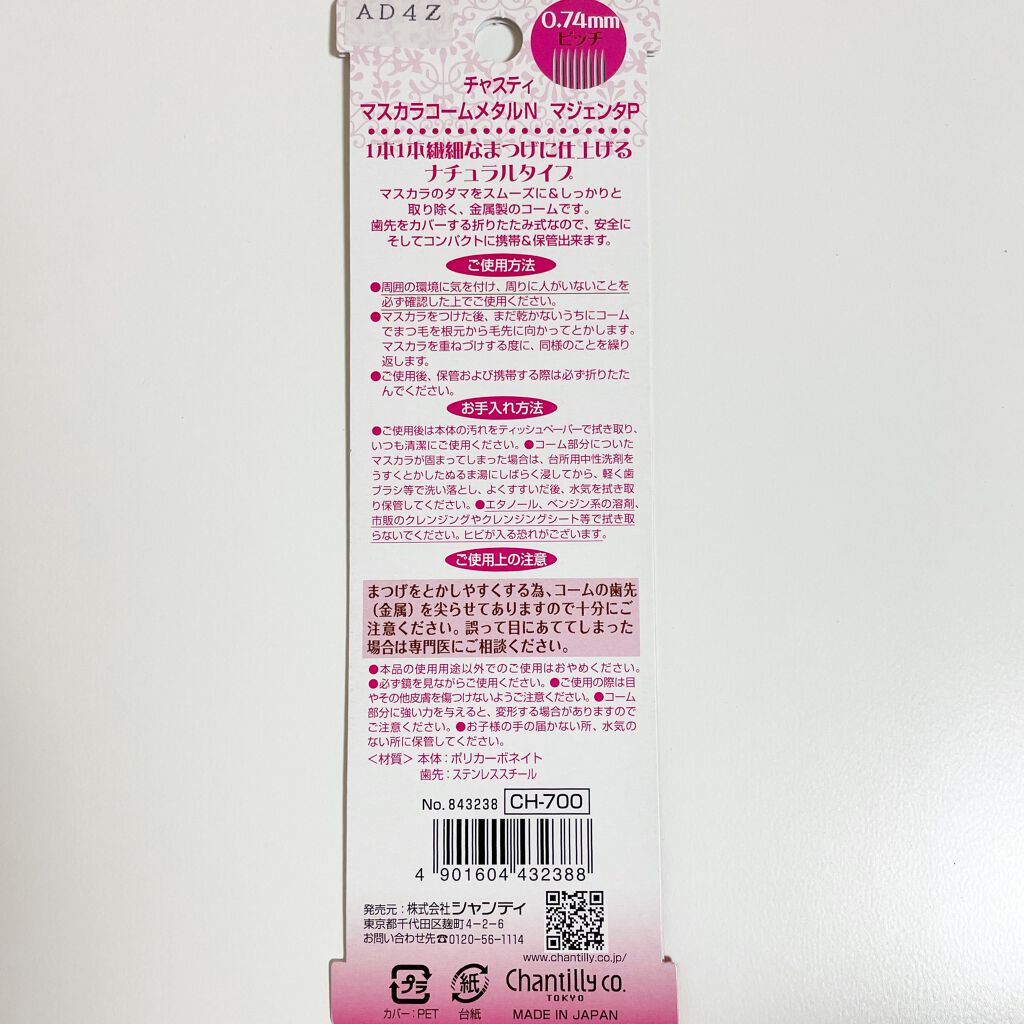 AD4Z
0.74mm
ピッチ
チャスティ
マスカラコームメタルN マジェンタP
1本1本繊細なまつげに仕上げる
ナチュラルタイプ
マスカラのダマをスムーズに&しっかりと
取り除く、金属製のコームです。
歯先をカバーする折りたたみ式なので、安全に
そしてコンパクトに携帯&保管出来ます。
ご使用方法
●周囲の環境に気を付け、周りに人がいないことを
必ず確認した上でご使用ください。
●マスカラをつけた後、まだ乾かないうちにコーム
でまつ毛を根元から毛先に向かってとかします。
マスカラを重ねづけする度に、同様のことを繰り
返します。
●ご使用後、保管および携帯する際は必ず折りたた
んでください。
お手入れ方法
●ご使用後は本体の汚れをティッシュペーパーで拭き取り、
いつも清潔にご使用ください。●コーム部分についた
マスカラが固まってしまった場合は、台所用中性洗剤を
うすくとかしたぬるま湯にしばらく浸してから、軽く歯
ブラシ等で洗い落とし、よくすすいだ後、水気を拭き取
り保管してください。●エタノール、ベンジン系の溶剤、
市販のクレンジングやクレンジングシート等で拭き取
らないでください。ヒビが入る恐れがございます。
ご使用上の注意
まつげをとかしやすくする為、コームの歯先
(金属)を尖らせてありますので十分にご
注意ください。誤って目にあててしまった
場合は専門医にご相談ください。
●本品の使用用途以外でのご使用はおやめください。
●必ず鏡を見ながらご使用ください。●ご使用の際は目
やその他皮膚を傷つけないようご注意ください。●コーム
部分に強い力を与えると、変形する場合がありますので
ご注意ください。●お子様の手の届かない所、水気の
ない所に保管してください。
<材質>本体:ポリカーボネイト
歯先:ステンレススチール
No.843238 CH-700
4 901604 432388
発売元:株式会社シャンティ
東京都千代田区麹町4-2-6
お問い合わせ先☎0120-56-1114
www.chantilly.co.jp/
プラ 紙 Chantilly co.
TOKYO
カバー:PET 台紙 MADE IN JAPAN